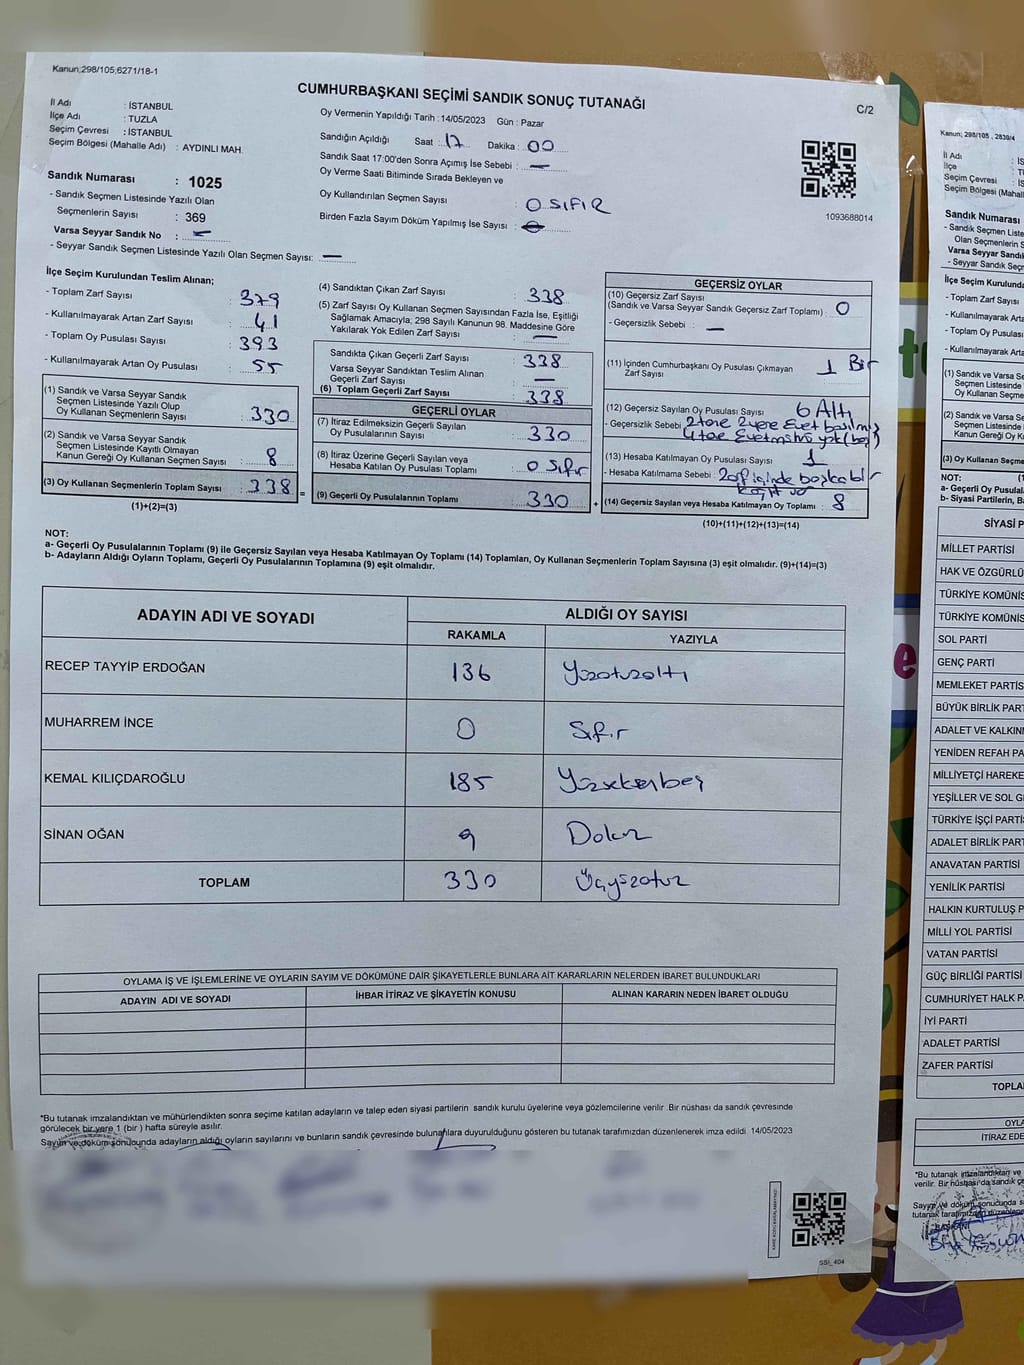 Kanun;298/105;6271/18-1
CUMHURBAŞKANI SEÇİMİ SANDIK SONUÇ TUTANAĞI
C/2
İl Adı : İSTANBUL
İlçe Adı : TUZLA
Seçim Çevresi : İSTANBUL
Seçim Bölgesi (Mahalle Adı) : AYDINLI MAH.
Oy Vermenin Yapıldığı Tarih : 14/05/2023 Gün : Pazar
Sandığın Açıldığı Saat : 17 Dakika : 00
Sandık Saat 17:00'den Sonra Açımış İse Sebebi : —
Oy Verme Saati Bitiminde Sırada Bekleyen ve
Oy Kullandırılan Seçmen Sayısı : 0 SIFIR
Birden Fazla Sayım Döküm Yapılmış İse Sayısı :
1093688014
Sandık Numarası : 1025
- Sandık Seçmen Listesinde Yazılı Olan
Seçmenlerin Sayısı : 369
Varsa Seyyar Sandık No : —
- Seyyar Sandık Seçmen Listesinde Yazılı Olan Seçmen Sayısı: —
İlçe Seçim Kurulundan Teslim Alınan;
- Toplam Zarf Sayısı : 379
- Kullanılmayarak Artan Zarf Sayısı : 41
- Toplam Oy Pusulası Sayısı : 393
- Kullanılmayarak Artan Oy Pusulası : 55
(1) Sandık ve Varsa Seyyar Sandık
Seçmen Listesinde Yazılı Olup
Oy Kullanan Seçmenlerin Sayısı : 330
(2) Sandık ve Varsa Seyyar Sandık
Seçmen Listesinde Kayıtlı Olmayan
Kanun Gereği Oy Kullanan Seçmen Sayısı : 8
(3) Oy Kullanan Seçmenlerin Toplam Sayısı : 338
(1)+(2)=(3)
(4) Sandıktan Çıkan Zarf Sayısı : 338
(5) Zarf Sayısı Oy Kullanan Seçmen Sayısından Fazla İse, Eşitliği
Sağlamak Amacıyla; 298 Sayılı Kanunun 98. Maddesine Göre
Yakılarak Yok Edilen Zarf Sayısı : —
Sandıkta Çıkan Geçerli Zarf Sayısı : 338
Varsa Seyyar Sandıktan Teslim Alınan
Geçerli Zarf Sayısı : —
(6) Toplam Geçerli Zarf Sayısı : 338
GEÇERLİ OYLAR
(7) İtiraz Edilmeksizin Geçerli Sayılan
Oy Pusulalarının Sayısı : 330
(8) İtiraz Üzerine Geçerli Sayılan veya
Hesaba Katılan Oy Pusulası Toplamı : 0 Sıfır
(9) Geçerli Oy Pusulalarının Toplamı : 330
GEÇERSİZ OYLAR
(10) Geçersiz Zarf Sayısı
(Sandık ve Varsa Seyyar Sandık Geçersiz Zarf Toplamı) : 0
- Geçersizlik Sebebi : —
(11) İçinden Cumhurbaşkanı Oy Pusulası Çıkmayan
Zarf Sayısı : 1 Bir
(12) Geçersiz Sayılan Oy Pusulası Sayısı : 6 Altı
- Geçersizlik Sebebi : 2 tane 2 yere Evet basılmış
4 tane Evet mührü yok (boş)
(13) Hesaba Katılmayan Oy Pusulası Sayısı : 1
- Hesaba Katılmama Sebebi : Zarf içinde başka bir
kağıt var
(14) Geçersiz Sayılan veya Hesaba Katılmayan Oy Toplamı : 8
(10)+(11)+(12)+(13)=(14)
NOT:
a- Geçerli Oy Pusulalarının Toplamı (9) ile Geçersiz Sayılan veya Hesaba Katılmayan Oy Toplamı (14) Toplamları, Oy Kullanan Seçmenlerin Toplam Sayısına (3) eşit olmalıdır. (9)+(14)=(3)
b- Adayların Aldığı Oyların Toplamı, Geçerli Oy Pusulalarının Toplamına (9) eşit olmalıdır.
ADAYIN ADI VE SOYADI ALDIĞI OY SAYISI
RAKAMLA YAZIYLA
RECEP TAYYİP ERDOĞAN 136 Yüzotuzaltı
MUHARREM İNCE 0 Sıfır
KEMAL KILIÇDAROĞLU 185 Yüzseksenbeş
SİNAN OĞAN 9 Dokuz
TOPLAM 330 Üçyüzotuz
OYLAMA İŞ VE İŞLEMLERİNE VE OYLARIN SAYIM VE DÖKÜMÜNE DAİR ŞİKAYETLERLE BUNLARA AİT KARARLARIN NELERDEN İBARET BULUNDUKLARI
ADAYIN ADI VE SOYADI İHBAR İTİRAZ VE ŞİKAYETİN KONUSU ALINAN KARARIN NEDEN İBARET OLDUĞU
*Bu tutanak imzalandıktan ve mühürlendikten sonra seçime katılan adayların ve talep eden siyasi partilerin sandık kurulu üyelerine veya gözlemcilerine verilir .Bir nüshası da sandık çevresinde
görülecek bir yere 1 (bir ) hafta süreyle asılır.
Sayım ve döküm sonucunda adayların aldığı oyların sayılarını ve bunların sandık çevresinde bulunanlara duyurulduğunu gösteren bu tutanak tarafımızdan düzenlenerek imza edildi. 14/05/2023
SSİ_404
Kanun; 298/105 , 2839/4
İl Adı : İS
İlçe
Seçim Çevresi
Seçim Bölgesi (Mahal
Sandık Numarası
- Sandık Seçmen Liste
Olan Seçmenlerin S
Varsa Seyyar Sandı
- Seyyar Sandık Seçm
İlçe Seçim Kurulunda
- Toplam Zarf Sayısı
- Kullanılmayarak Arta
- Toplam Oy Pusulası
- Kullanılmayarak Artan
(1) Sandık ve Varsa Se
Seçmen Listesinde
Oy Kullanan Seçme
(2) Sandık ve Varsa Se
Seçmen Listesinde
Kanun Gereği Oy K
(3) Oy Kullanan Seçme
NOT:
a- Geçerli Oy Pusulala
b- Siyasi Partilerin, B
SİYASİ P
MİLLET PARTİSİ
HAK VE ÖZGÜRLÜ
TÜRKİYE KOMÜNİS
TÜRKİYE KOMÜNİS
SOL PARTİ
GENÇ PARTİ
MEMLEKET PARTİS
BÜYÜK BİRLİK PAR
ADALET VE KALKIN
YENİDEN REFAH PA
MİLLİYETÇİ HAREKE
YEŞİLLER VE SOL G
TÜRKİYE İŞÇİ PARTİ
ADALET BİRLİK PAR
ANAVATAN PARTİSİ
YENİLİK PARTİSİ
HALKIN KURTULUŞ P
MİLLİ YOL PARTİSİ
VATAN PARTİSİ
GÜÇ BİRLİĞİ PARTİSİ
CUMHURİYET HALK P
İYİ PARTİ
ADALET PARTİSİ
ZAFER PARTİSİ
TOPLA
OYLA
İTİRAZ EDE
*Bu tutanak imzalandıktan ve
verilir. Bir nüshası da sandık çe
Sayım ve döküm sonucunda s
tutanak tarafımızdan düzenlene